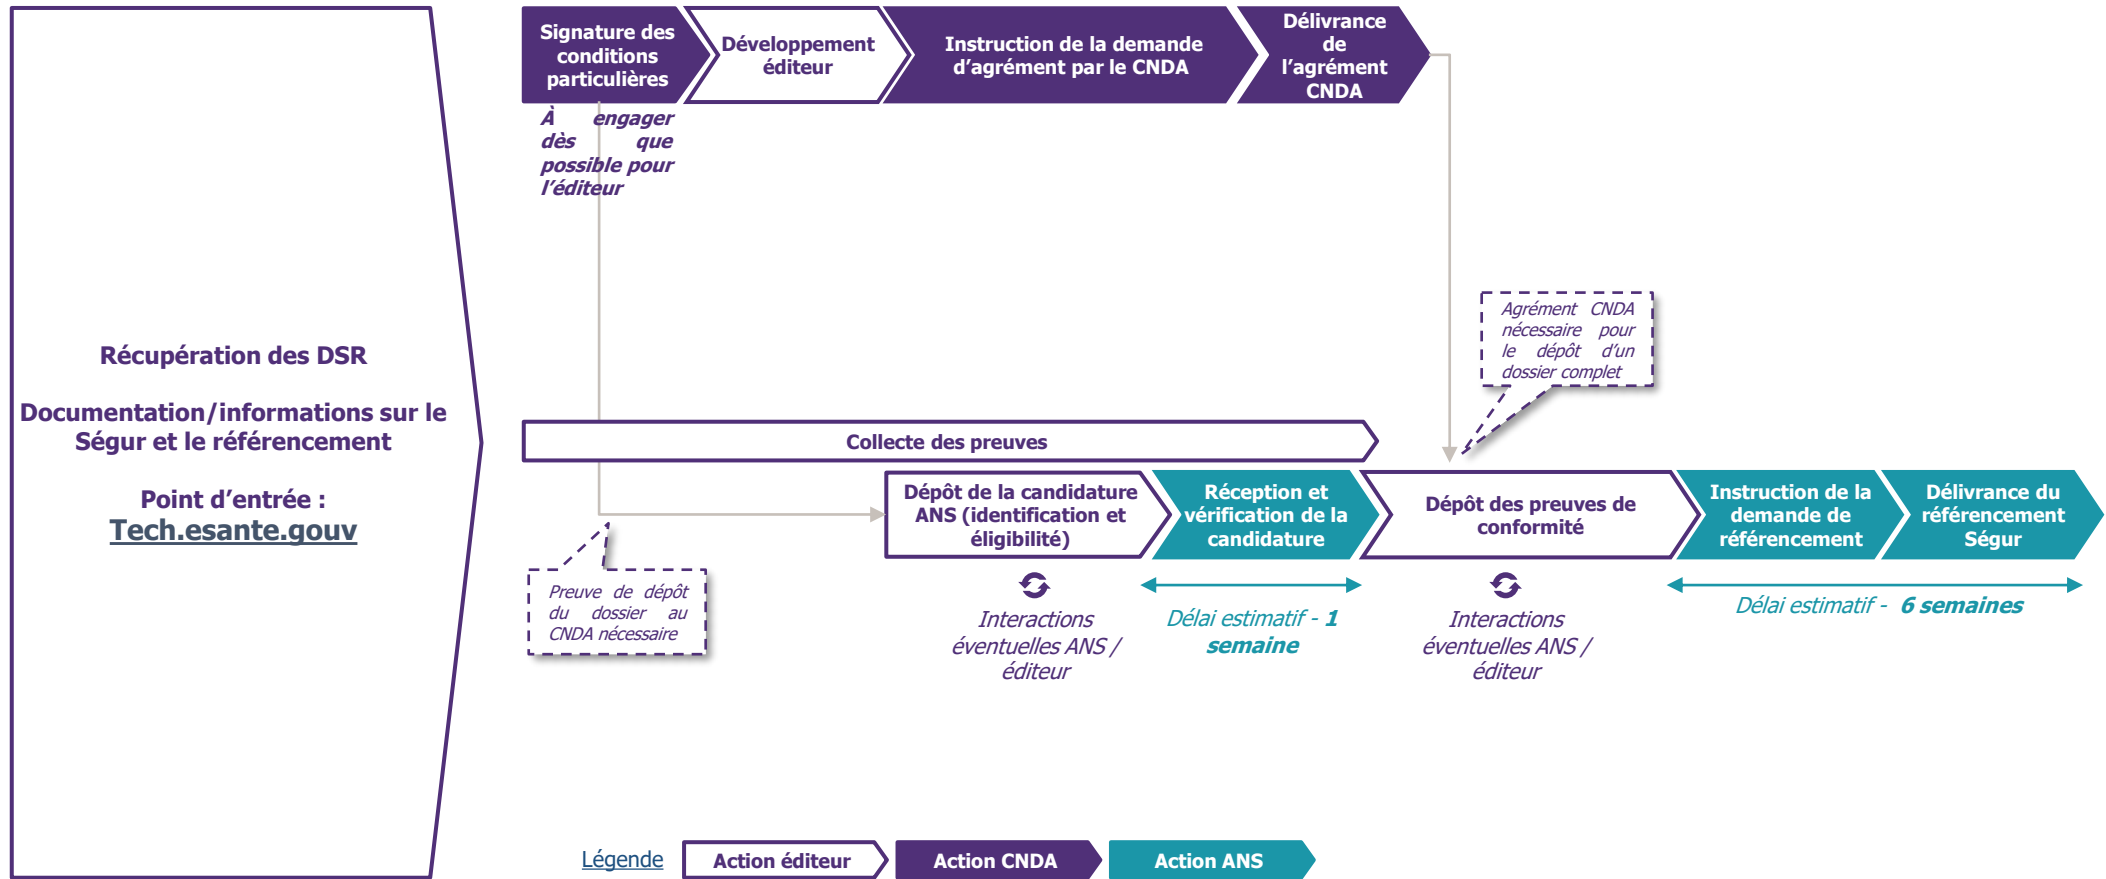 Récupération des DSR
Documentation/informations sur le
Ségur et le référencement
Point d'entrée :
Tech.esante.gouv
Signature des
conditions
particulières
Développement
éditeur
Instruction de la demande
d'agrément par le CNDA
Délivrance
de
l'agrément
CNDA
À engager
dès que
possible pour
l'éditeur
Agrément CNDA
nécessaire pour
le dépôt d'un
dossier complet
Collecte des preuves
Dépôt de la candidature
ANS (identification et
éligibilité)
Réception et
vérification de la
candidature
Dépôt des preuves de
conformité
Instruction de la
demande de
référencement
Délivrance du
référencement
Ségur
Preuve de dépôt
du dossier au
CNDA nécessaire
Interactions
éventuelles ANS /
éditeur
Délai estimatif - 1
semaine
Interactions
éventuelles ANS /
éditeur
Délai estimatif - 6 semaines
Légende
Action éditeur
Action CNDA
Action ANS